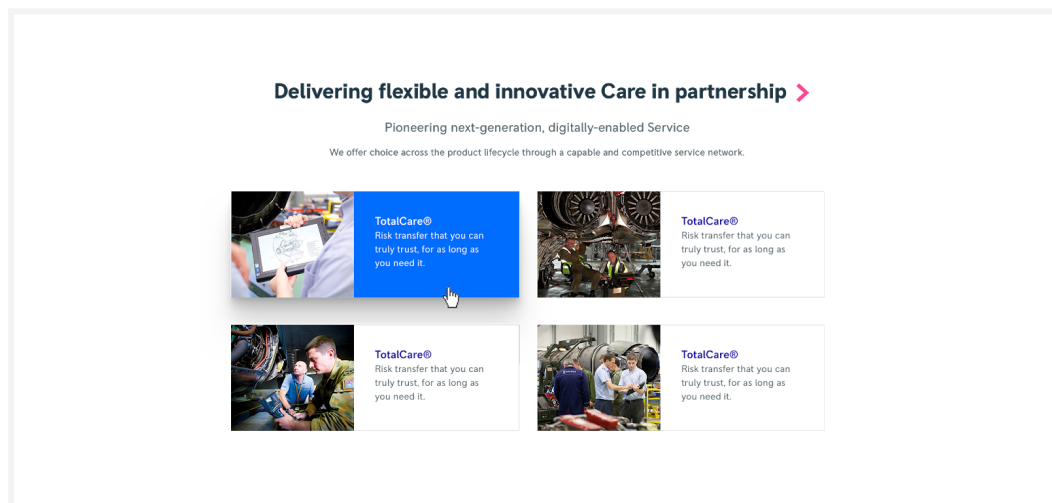 Delivering flexible and innovative Care in partnership
Pioneering next-generation, digitally-enabled Service
We offer choice across the product lifecycle through a capable and competitive service network.
TotalCare®
Risk transfer that you can
truly trust, for as long as
you need it.
TotalCare®
Risk transfer that you can
truly trust, for as long as
you need it.
TotalCare®
Risk transfer that you can
truly trust, for as long as
you need it.
TotalCare®
Risk transfer that you can
truly trust, for as long as
you need it.